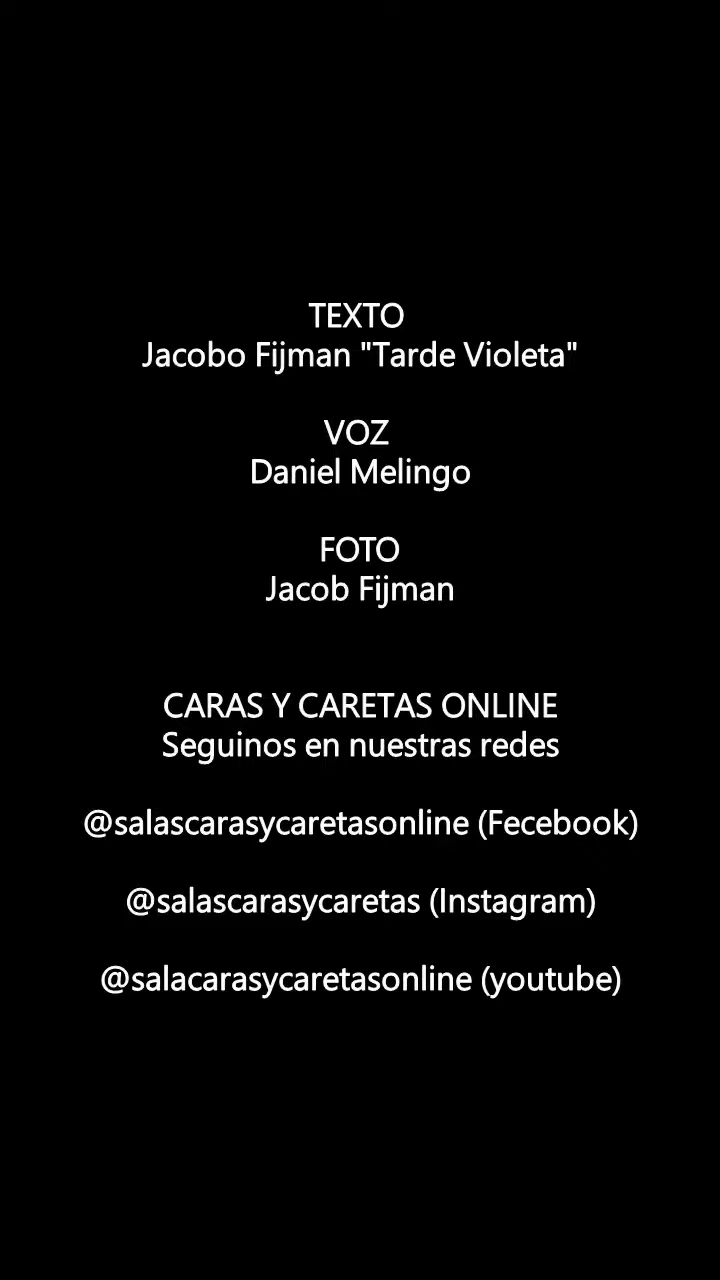 TEXTO
Jacobo Fijman "Tarde Violeta"
VOZ
Daniel Melingo
FOTO
Jacob Fijman
CARAS Y CARETAS ONLINE
Seguinos en nuestras redes
@salascarasycaretasonline (Fecebook)
@salascarasycaretas (Instagram)
@salacarasycaretasonline (youtube)